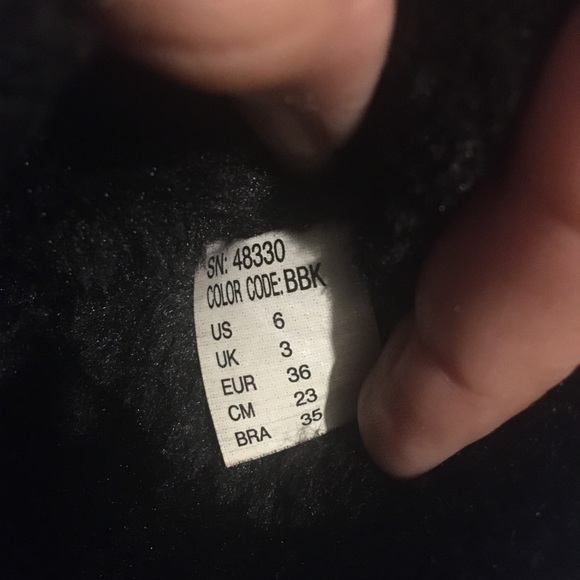 SN: 48330
COLOR CODE: BBK
US 6
UK 3
EUR 36
CM 23
BRA 35